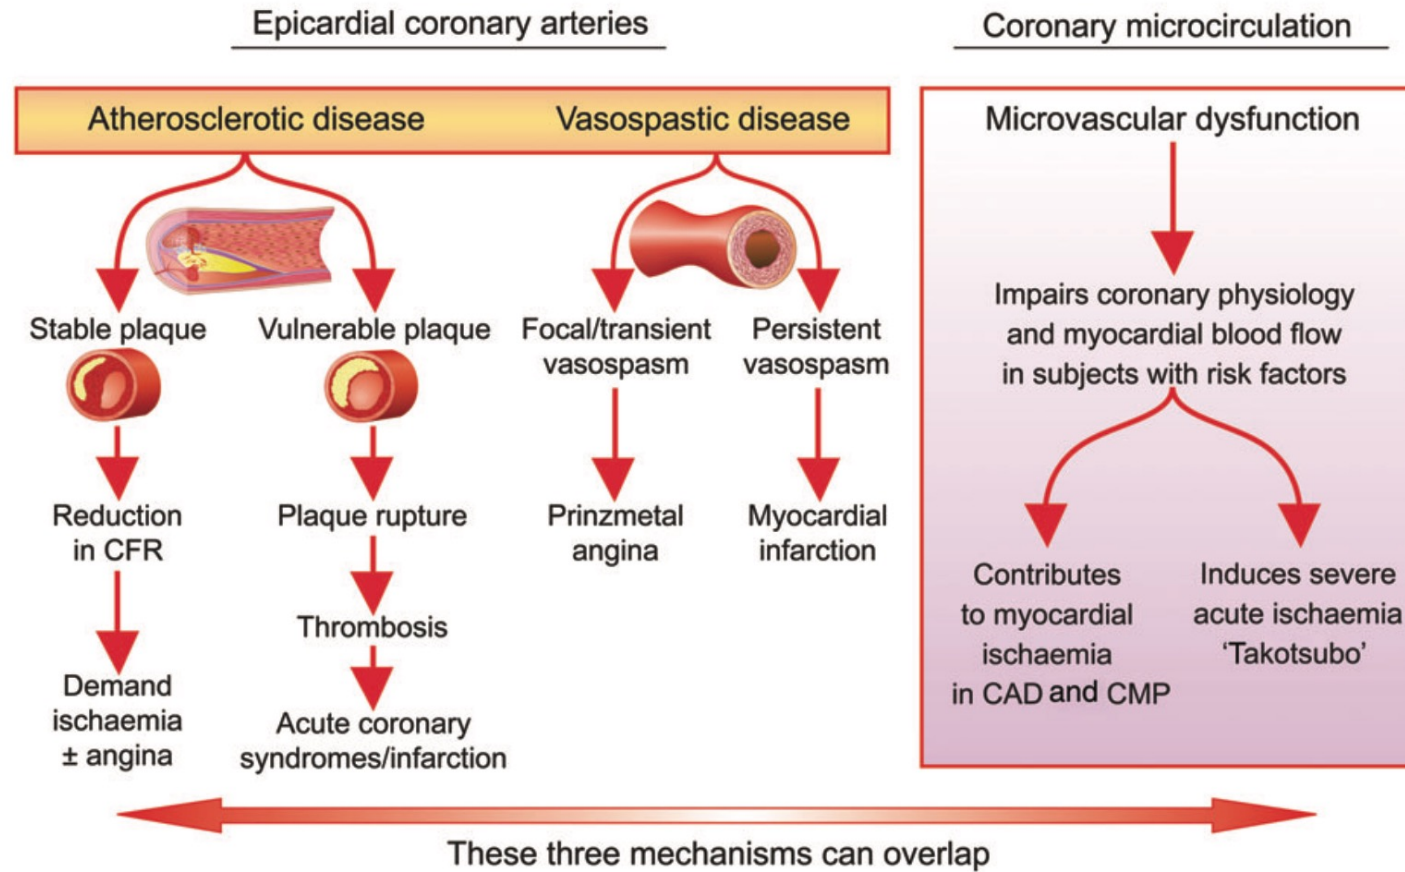 Epicardial coronary arteries
Coronary microcirculation
Atherosclerotic disease
Vasospastic disease
Microvascular dysfunction
Stable plaque
Vulnerable plaque
Focal/transient
vasospasm
Persistent
vasospasm
Impairs coronary physiology
and myocardial blood flow
in subjects with risk factors
Reduction
in CFR
Plaque rupture
Prinzmetal
angina
Myocardial
infarction
Thrombosis
Demand
ischaemia
± angina
Acute coronary
syndromes/infarction
Contributes
to myocardial
ischaemia
in CAD and CMP
Induces severe
acute ischaemia
‘Takotsubo’
These three mechanisms can overlap